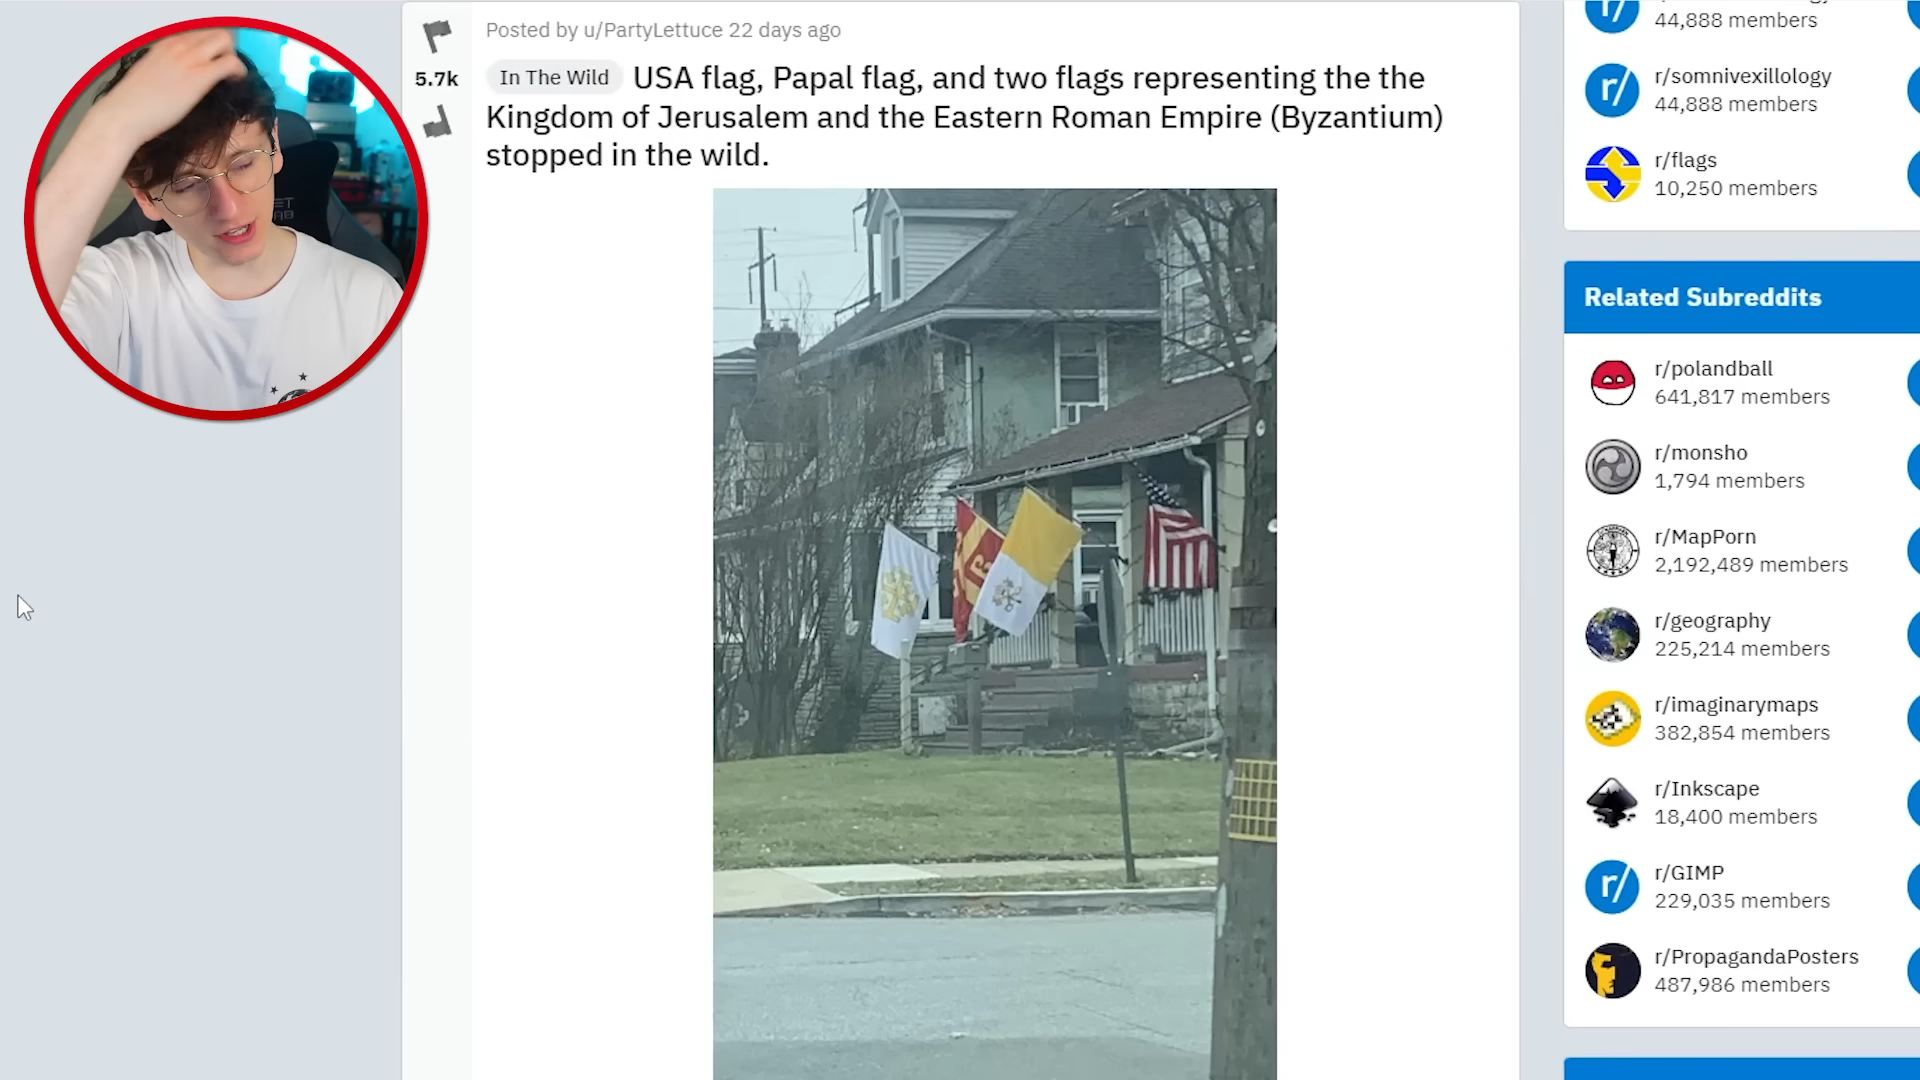 Posted by u/PartyLettuce 22 days ago
5.7k
In The Wild USA flag, Papal flag, and two flags representing the the
Kingdom of Jerusalem and the Eastern Roman Empire (Byzantium)
stopped in the wild.
44,888 members
r/somnivexillology
44,888 members
r/flags
10,250 members
Related Subreddits
r/polandball
641,817 members
r/monsho
1,794 members
r/MapPorn
2,192,489 members
r/geography
225,214 members
r/imaginarymaps
382,854 members
r/Inkscape
18,400 members
r/GIMP
229,035 members
r/PropagandaPosters
487,986 members